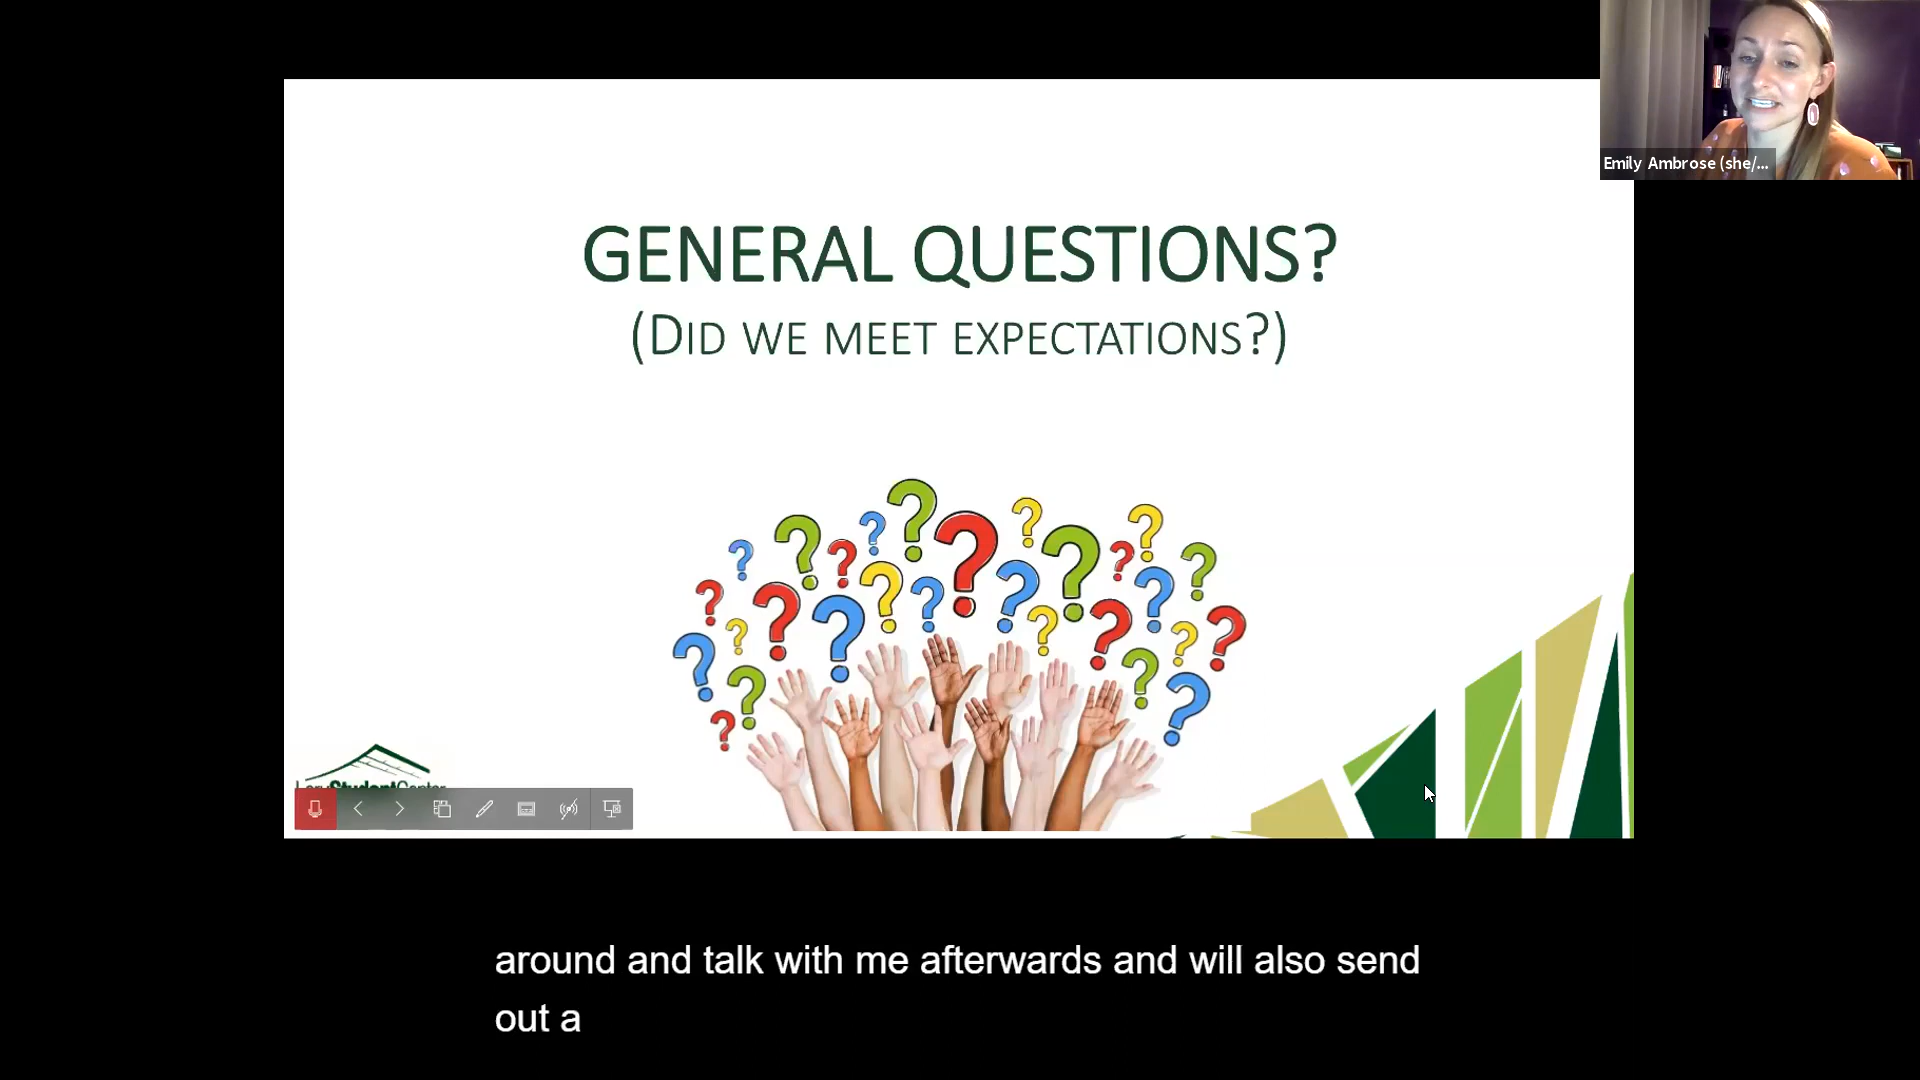 Emily Ambrose (she/...
GENERAL QUESTIONS?
(DID WE MEET EXPECTATIONS?)
around and talk with me afterwards and will also send
out a